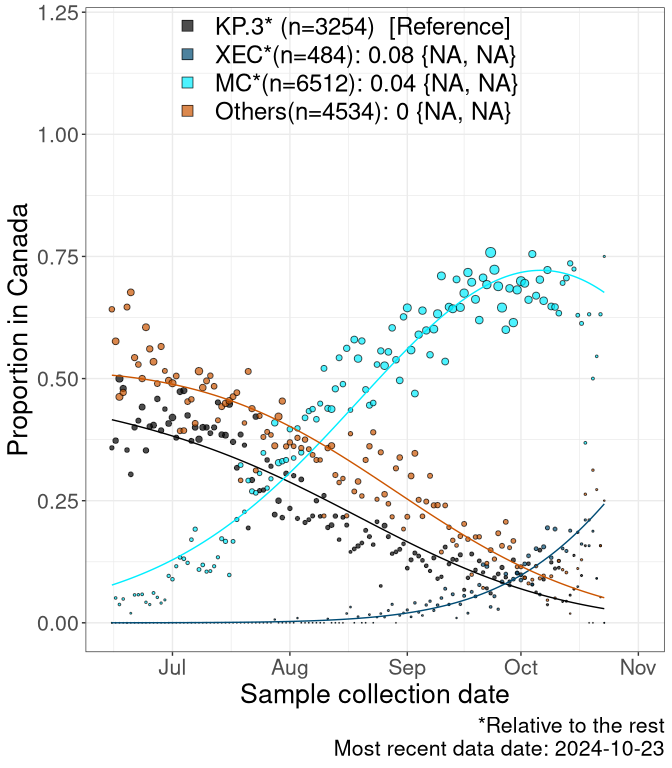 KP.3* (n=3254)  [Reference]
XEC*(n=484): 0.08 {NA, NA}
MC*(n=6512): 0.04 {NA, NA}
Others(n=4534): 0 {NA, NA}
1.25
1.00
0.75
0.50
0.25
0.00
Proportion in Canada
Jul Aug Sep Oct Nov
Sample collection date
*Relative to the rest
Most recent data date: 2024-10-23